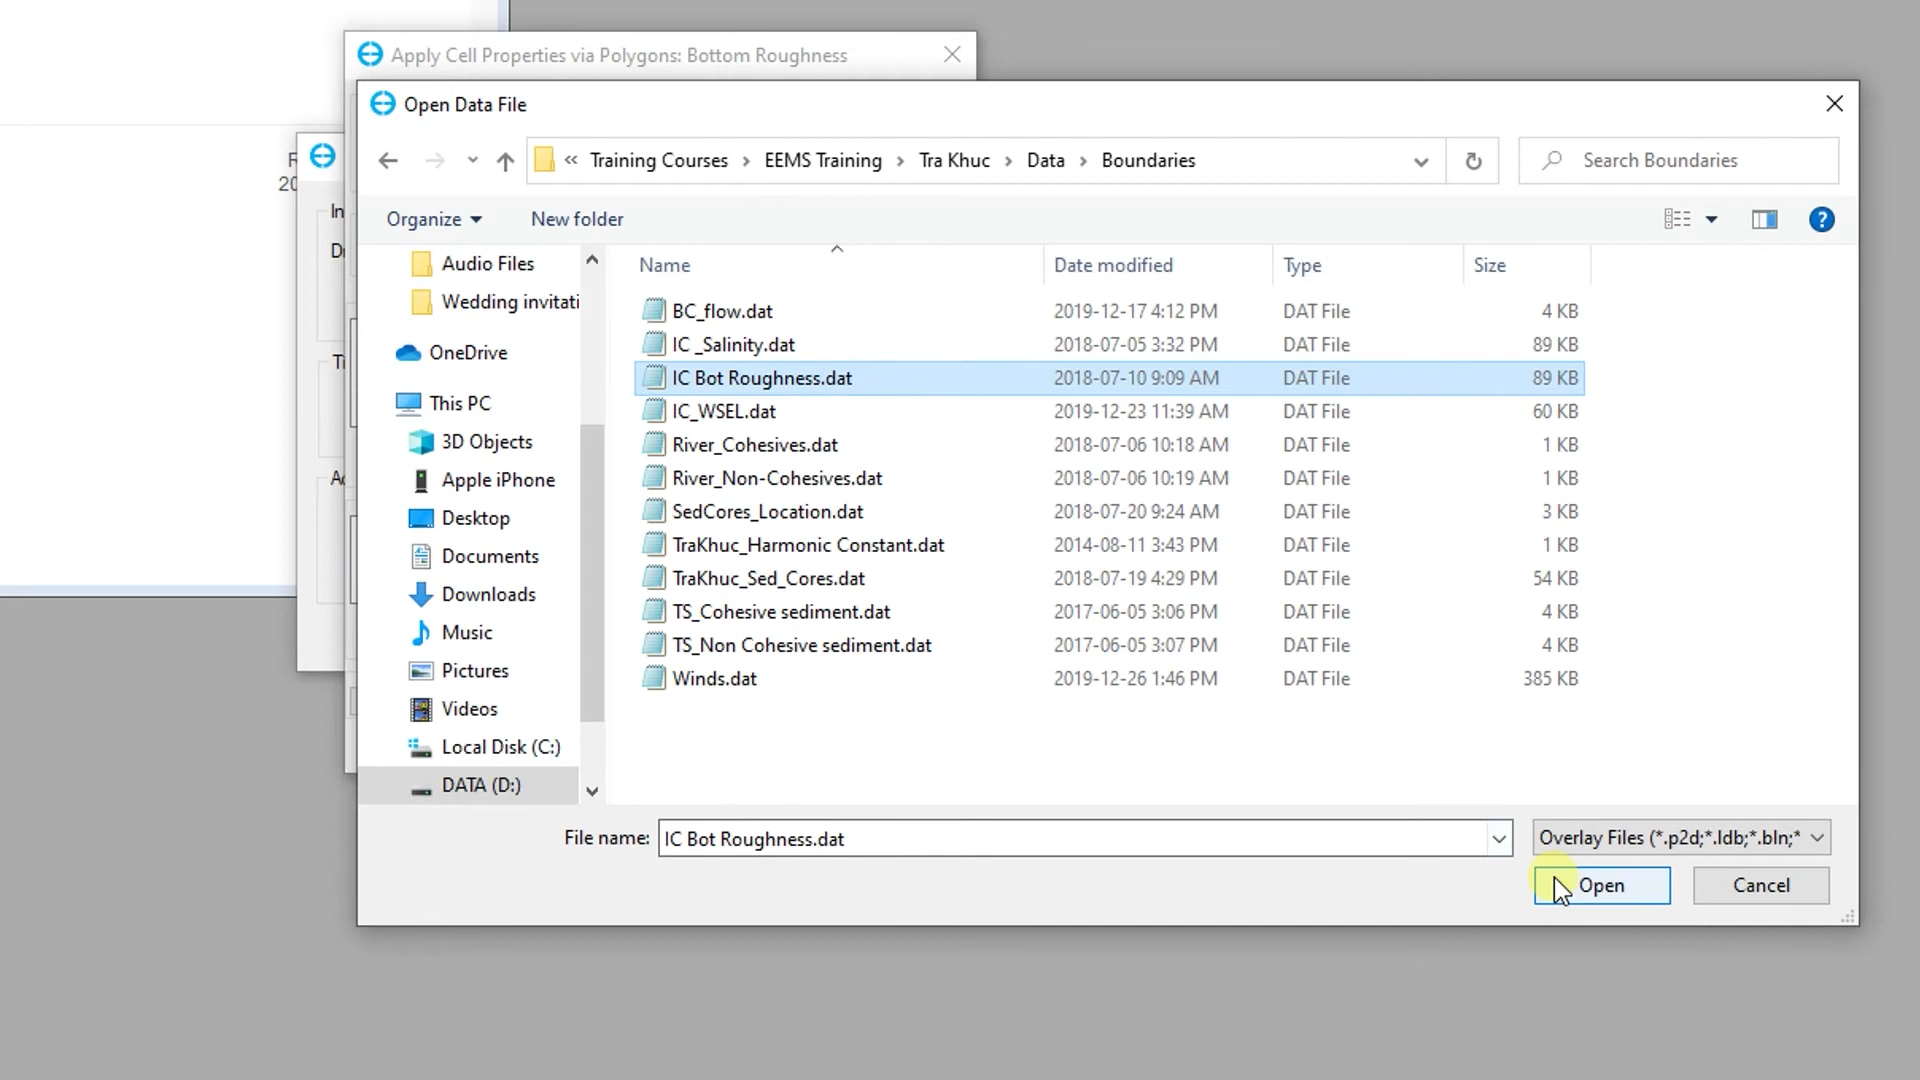 Apply Cell Properties via Polygons: Bottom Roughness
Open Data File
« Training Courses › EEMS Training › Tra Khuc › Data › Boundaries
Search Boundaries
Organize
New folder
R
20
In
Audio Files
Wedding invitati
OneDrive
This PC
3D Objects
Apple iPhone
Desktop
Documents
Downloads
Music
Pictures
Videos
Local Disk (C:)
DATA (D:)
Name Date modified Type Size
BC_flow.dat 2019-12-17 4:12 PM DAT File 4 KB
IC _Salinity.dat 2018-07-05 3:32 PM DAT File 89 KB
IC Bot Roughness.dat 2018-07-10 9:09 AM DAT File 89 KB
IC_WSEL.dat 2019-12-23 11:39 AM DAT File 60 KB
River_Cohesives.dat 2018-07-06 10:18 AM DAT File 1 KB
River_Non-Cohesives.dat 2018-07-06 10:19 AM DAT File 1 KB
SedCores_Location.dat 2018-07-20 9:24 AM DAT File 3 KB
TraKhuc_Harmonic Constant.dat 2014-08-11 3:43 PM DAT File 1 KB
TraKhuc_Sed_Cores.dat 2018-07-19 4:29 PM DAT File 54 KB
TS_Cohesive sediment.dat 2017-06-05 3:06 PM DAT File 4 KB
TS_Non Cohesive sediment.dat 2017-06-05 3:07 PM DAT File 4 KB
Winds.dat 2019-12-26 1:46 PM DAT File 385 KB
File name: IC Bot Roughness.dat
Overlay Files (*.p2d;*.ldb;*.bln;*
Open
Cancel